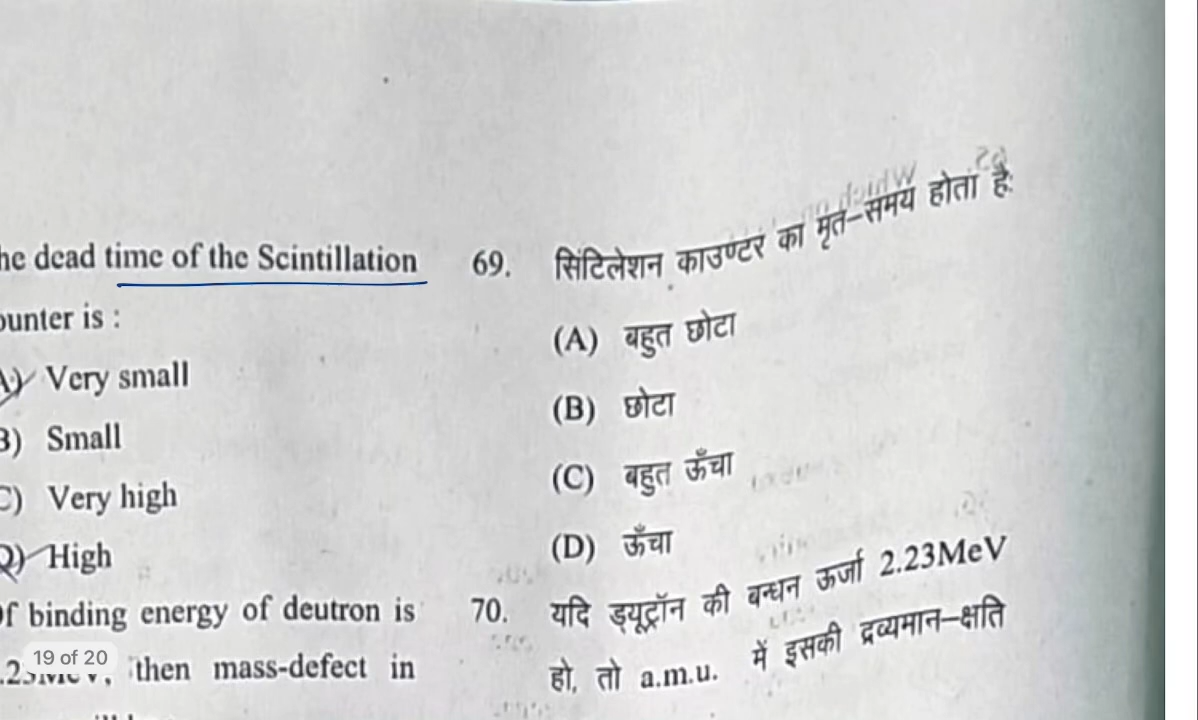 he dead time of the Scintillation
ounter is :
A) Very small
B) Small
C) Very high
D) High
Of binding energy of deutron is
.23MeV, then mass-defect in
69. सिंटिलेशन काउण्टर का मृत-समय होता है:
(A) बहुत छोटा
(B) छोटा
(C) बहुत ऊँचा
(D) ऊँचा
70. यदि ड्यूट्रॉन की बन्धन ऊर्जा 2.23MeV
हो, तो a.m.u. में इसकी द्रव्यमान-क्षति
19 of 20